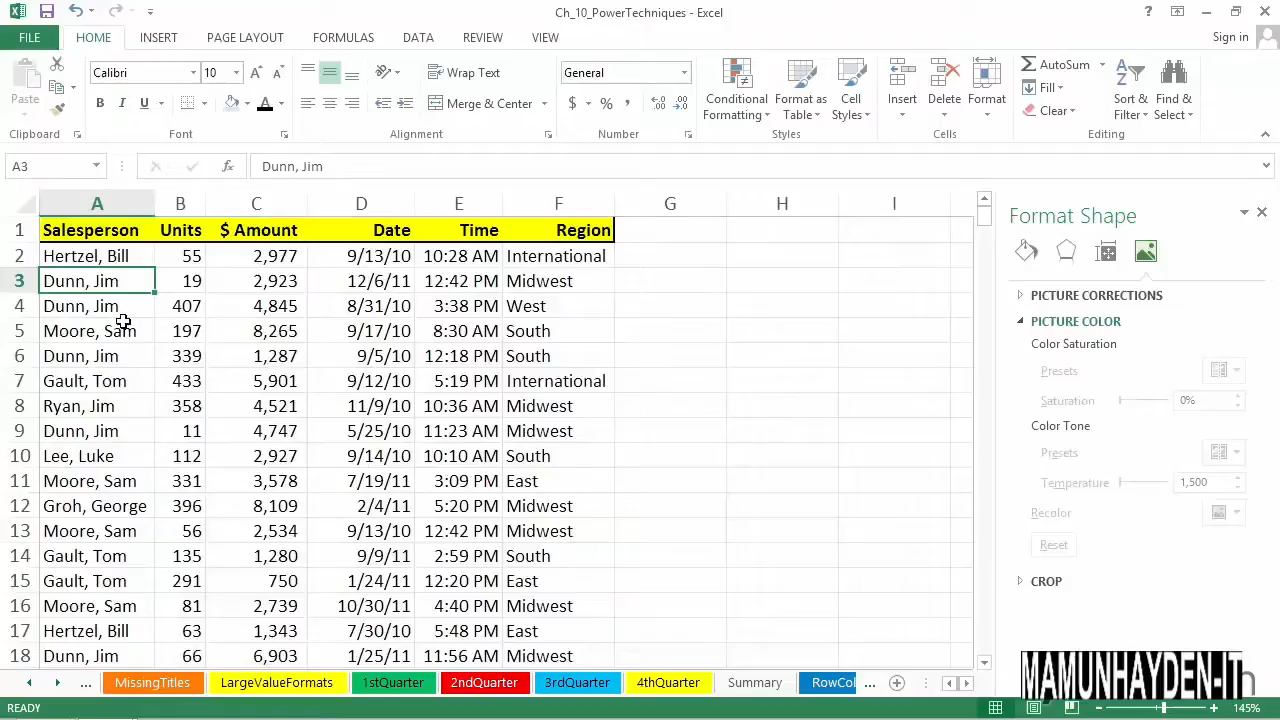 Ch_10_PowerTechniques - Excel
FILE HOME INSERT PAGE LAYOUT FORMULAS DATA REVIEW VIEW Sign in
Calibri 10 Wrap Text General AutoSum
Paste Fill
B I U Merge & Center $ % , Conditional Formatting Format as Table Cell Styles Insert Delete Format Clear Sort & Filter Find & Select
Clipboard Font Alignment Number Styles Cells Editing
A3 fx Dunn, Jim
A B C D E F G H I
1 Salesperson Units $ Amount Date Time Region
2 Hertzel, Bill 55 2,977 9/13/10 10:28 AM International
3 Dunn, Jim 19 2,923 12/6/11 12:42 PM Midwest
4 Dunn, Jim 407 4,845 8/31/10 3:38 PM West
5 Moore, Sam 197 8,265 9/17/10 8:30 AM South
6 Dunn, Jim 339 1,287 9/5/10 12:18 PM South
7 Gault, Tom 433 5,901 9/12/10 5:19 PM International
8 Ryan, Jim 358 4,521 11/9/10 10:36 AM Midwest
9 Dunn, Jim 11 4,747 5/25/10 11:23 AM Midwest
10 Lee, Luke 112 2,927 9/14/10 10:10 AM South
11 Moore, Sam 331 3,578 7/19/11 3:09 PM East
12 Groh, George 396 8,109 2/4/11 5:20 PM Midwest
13 Moore, Sam 56 2,534 9/13/10 12:42 PM Midwest
14 Gault, Tom 135 1,280 9/9/11 2:59 PM South
15 Gault, Tom 291 750 1/24/11 12:20 PM East
16 Moore, Sam 81 2,739 10/30/11 4:40 PM Midwest
17 Hertzel, Bill 63 1,343 7/30/10 5:48 PM East
18 Dunn, Jim 66 6,903 1/25/11 11:56 AM Midwest
Format Shape
PICTURE CORRECTIONS
PICTURE COLOR
Color Saturation
Presets
Saturation 0%
Color Tone
Presets
Temperature 1,500
Recolor
Reset
CROP
... MissingTitles LargeValueFormats 1stQuarter 2ndQuarter 3rdQuarter 4thQuarter Summary RowCol ...
MAMUNHAYDEN-ITh
READY 145%